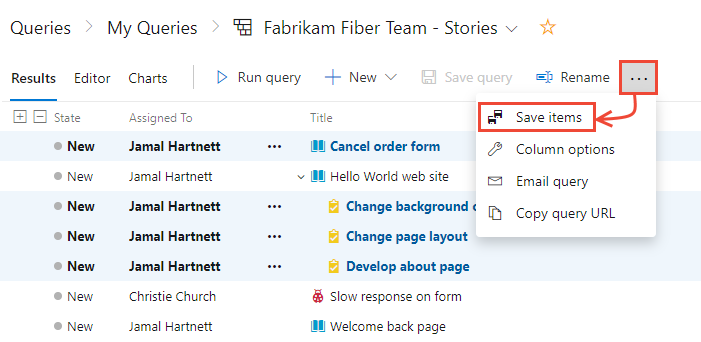 Queries > My Queries > Fabrikam Fiber Team - Stories
Results Editor Charts Run query New Save query Rename ...
State Assigned To Title
Save items
New Jamal Hartnett ... Cancel order form
Column options
New Jamal Hartnett Hello World web site
Email query
New Jamal Hartnett ... Change background
Copy query URL
New Jamal Hartnett ... Change page layout
New Jamal Hartnett ... Develop about page
New Christie Church Slow response on form
New Jamal Hartnett Welcome back page